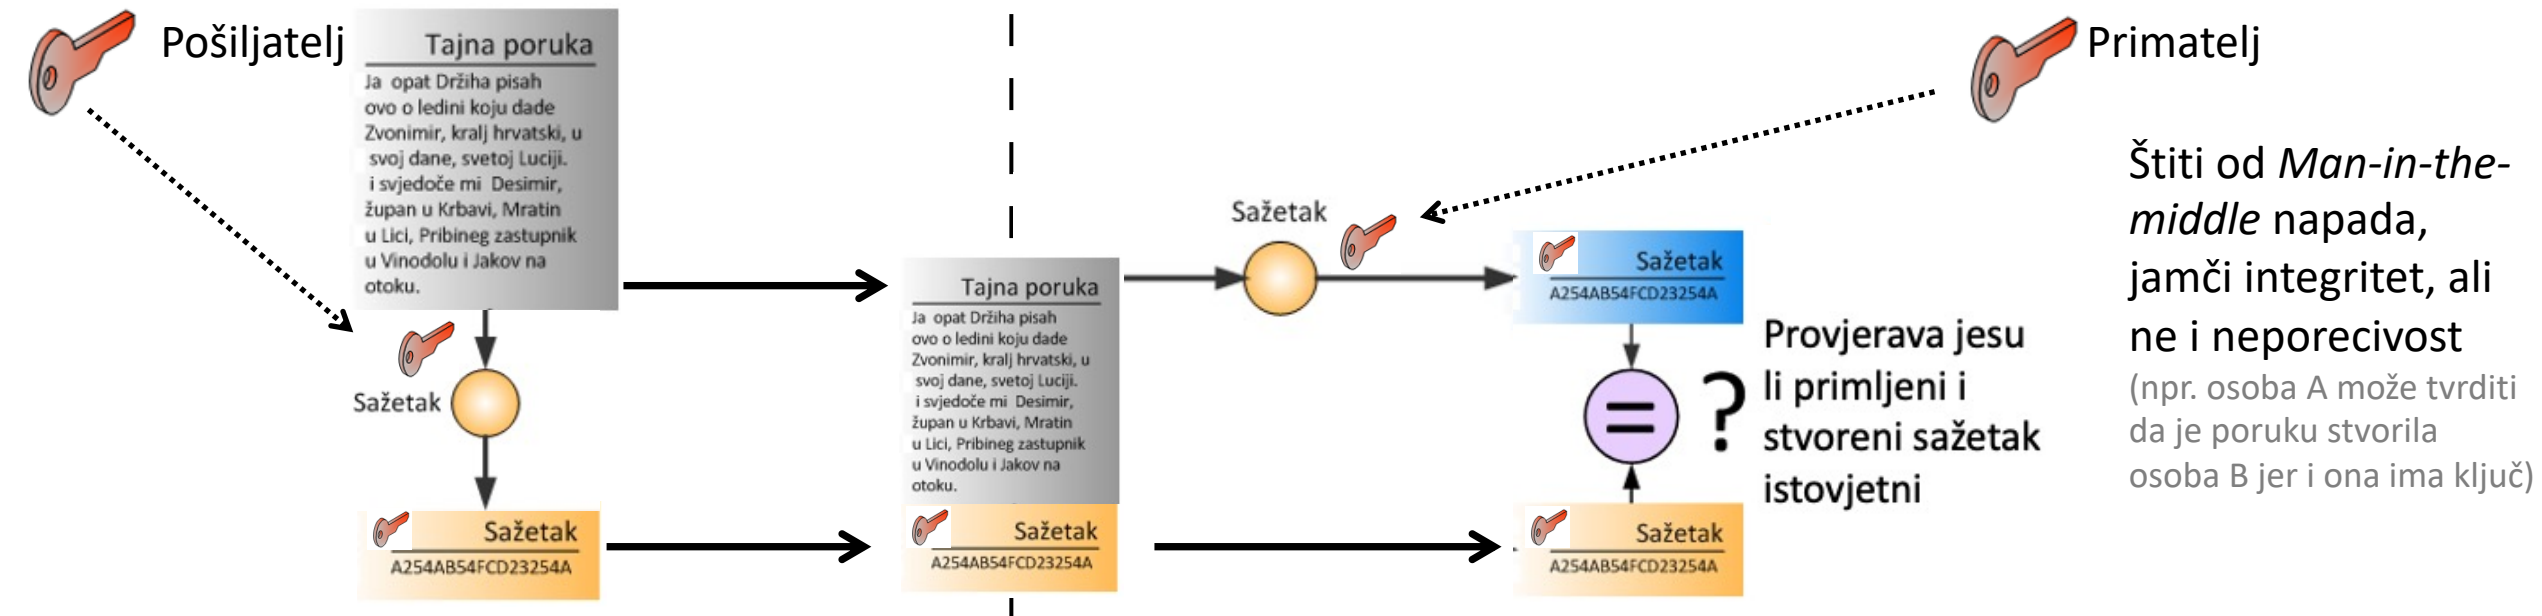 Pošiljatelj
Tajna poruka
Ja opat Držiha pisah
ovo o ledini koju dade
Zvonimir, kralj hrvatski, u
svoj dane, svetoj Luciji.
i svjedoče mi Desimir,
župan u Krbavi, Mratin
u Lici, Pribineg zastupnik
u Vinodolu i Jakov na
otoku.
Sažetak
Sažetak
A254AB54FCD23254A
Tajna poruka
Ja opat Držiha pisah
ovo o ledini koju dade
Zvonimir, kralj hrvatski, u
svoj dane, svetoj Luciji.
i svjedoče mi Desimir,
župan u Krbavi, Mratin
u Lici, Pribineg zastupnik
u Vinodolu i Jakov na
otoku.
Sažetak
A254AB54FCD23254A
Sažetak
Sažetak
A254AB54FCD23254A
= ?
Provjerava jesu
li primljeni i
stvoreni sažetak
istovjetni
Sažetak
A254AB54FCD23254A
Primatelj
Štiti od Man-in-the-
middle napada,
jamči integritet, ali
ne i neporecivost
(npr. osoba A može tvrditi
da je poruku stvorila
osoba B jer i ona ima ključ)